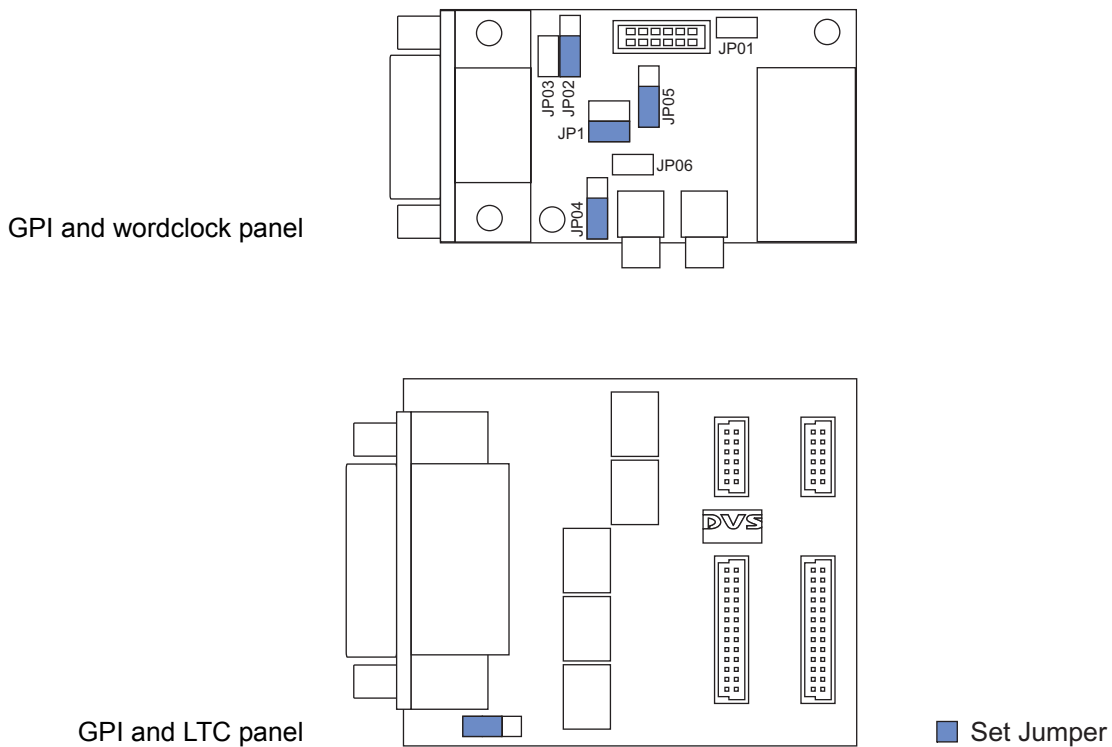 JP01
JP03
JP02
JP05
JP1
JP06
JP04
GPI and wordclock panel
DVS
GPI and LTC panel
Set Jumper